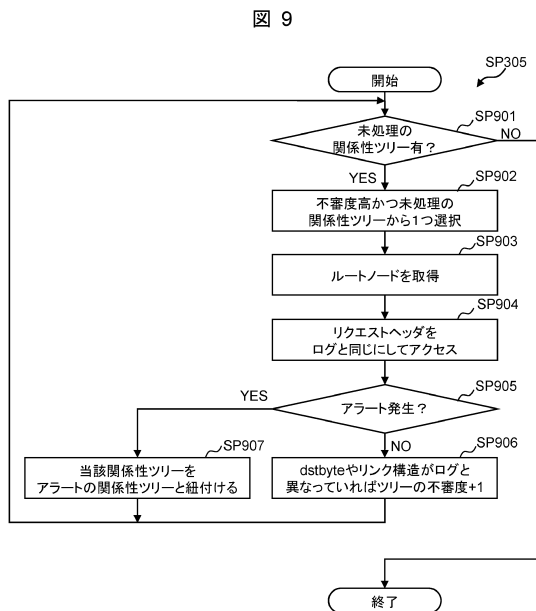 図 9
SP305
開始
SP901
未処理の
関係性ツリー有？
NO
YES
SP902
不審度高かつ未処理の
関係性ツリーから1つ選択
SP903
ルートノードを取得
SP904
リクエストヘッダを
ログと同じにしてアクセス
SP905
YES
アラート発生？
NO
SP907
SP906
当該関係性ツリーを
アラートの関係性ツリーと紐付ける
dstbyteやリンク構造がログと
異なっていればツリーの不審度+1
終了